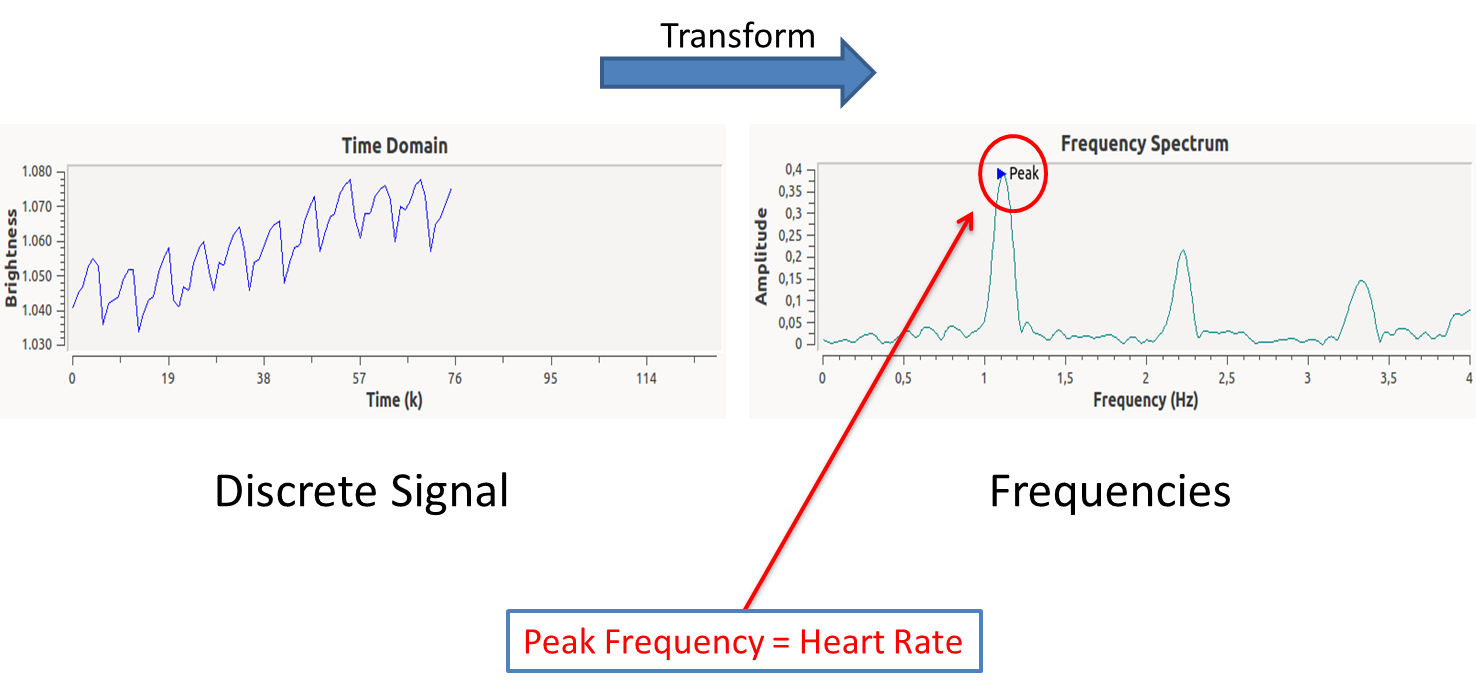 Transform
Time Domain
1.080
1.070
1.060
1.050
1.040
1.030
Brightness
0 19 38 57 76 95 114
Time (k)
Frequency Spectrum
Peak
0,4
0,35
0,3
0,25
0,2
0,15
0,1
0,05
0
Amplitude
0 0,5 1 1,5 2 2,5 3 3,5 4
Frequency (Hz)
Discrete Signal
Frequencies
Peak Frequency = Heart Rate